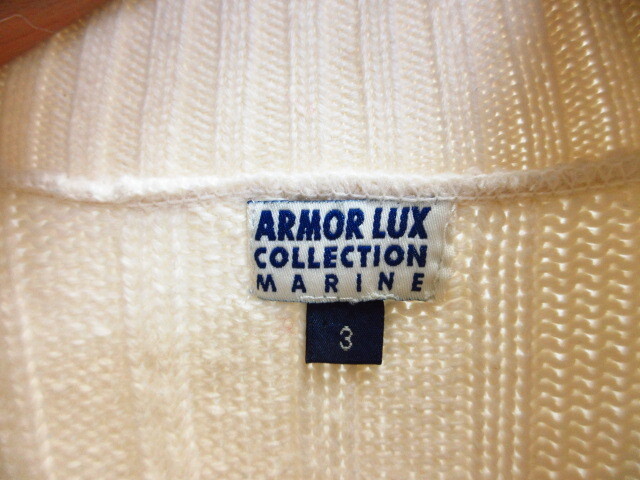 ARMOR LUX
COLLECTION
MARINE
3